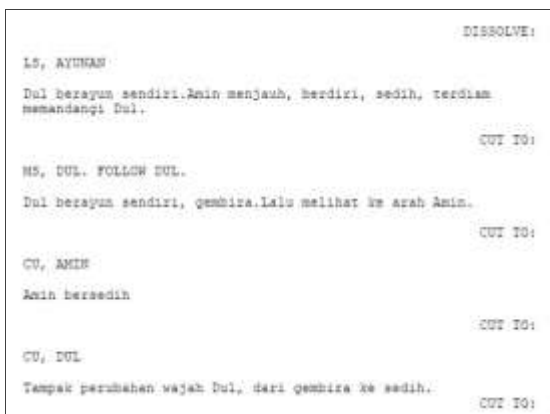 DISSOLVE:
LS, AYUNAN
Dul berayun sendiri.Amin menjauh, berdiri, sedih, terdiam
memandangi Dul.
CUT TO:
MS, DUL. FOLLOW DUL.
Dul berayun sendiri, gembira.Lalu melihat ke arah Amin.
CUT TO:
CU, AMIN
Amin bersedih
CUT TO:
CU, DUL
Tampak perubahan wajah Dul, dari gembira ke sedih.
CUT TO: